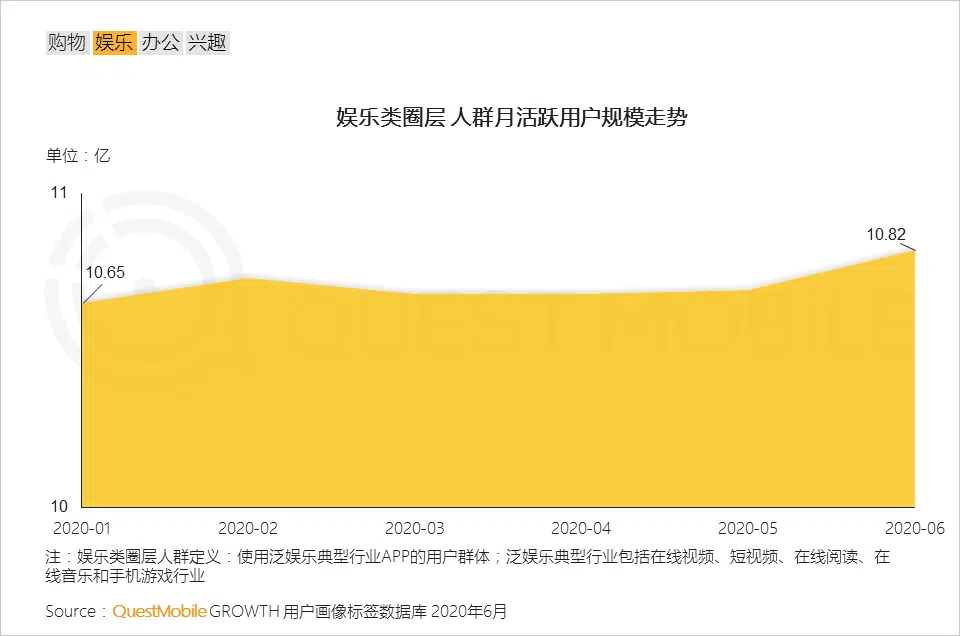 购物 娱乐 办公 兴趣
娱乐类圈层 人群月活跃用户规模走势
单位：亿
11
10.82
10.65
QUEST MOBILE
10
2020-01 2020-02 2020-03 2020-04 2020-05 2020-06
注：娱乐类圈层人群定义：使用泛娱乐典型行业APP的用户群体；泛娱乐典型行业包括在线视频、短视频、在线阅读、在
线音乐和手机游戏行业
Source：QuestMobile GROWTH 用户画像标签数据库 2020年6月